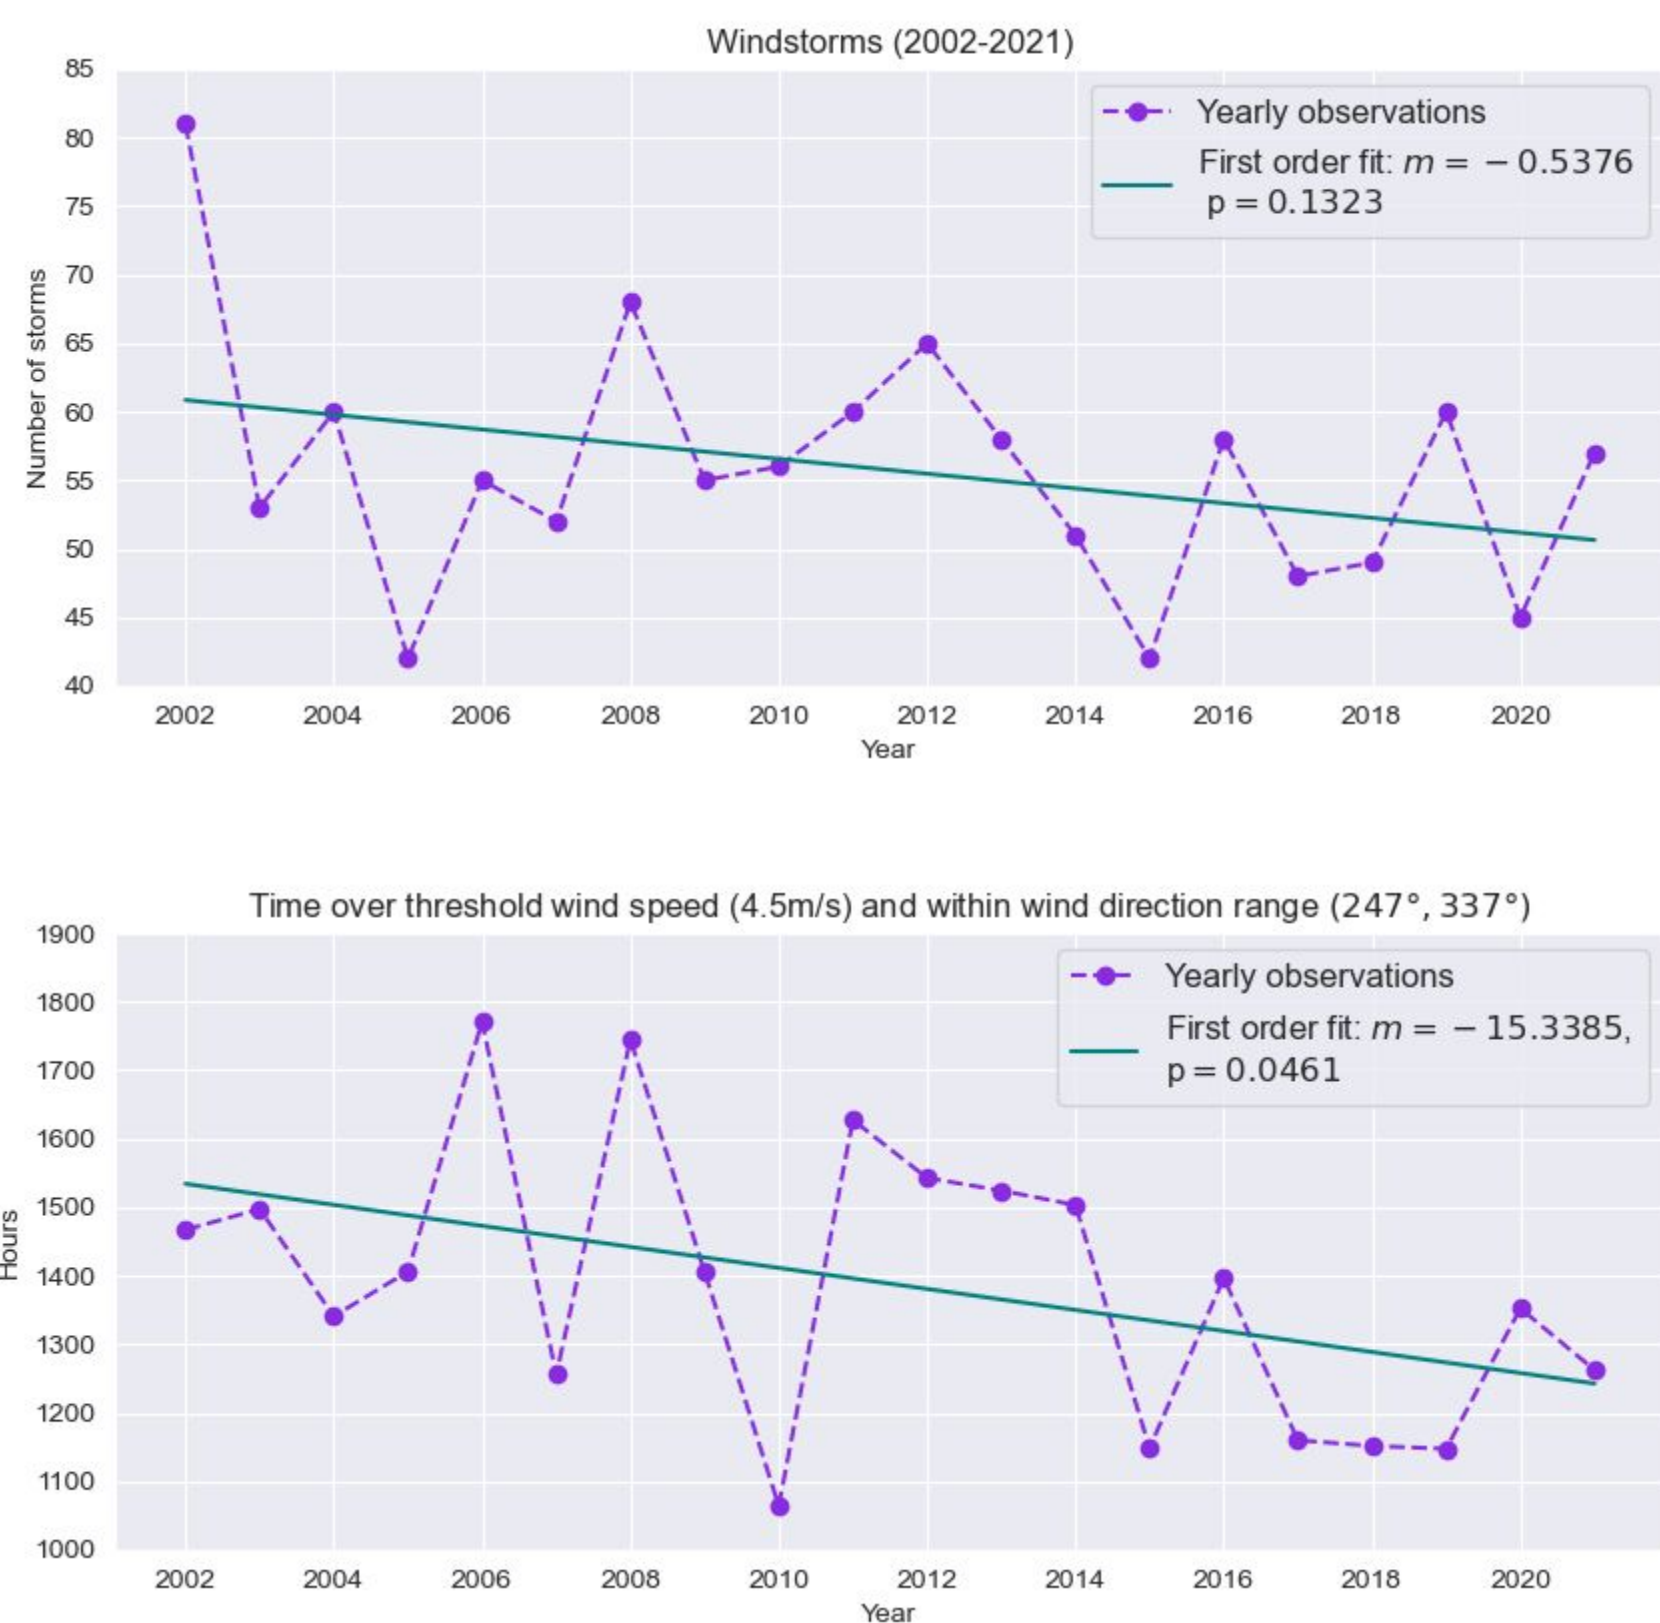 Windstorms (2002-2021)
85
80
75
70
65
60
55
50
45
40
Number of storms
Yearly observations
First order fit: m = − 0.5376
p = 0.1323
2002 2004 2006 2008 2010 2012 2014 2016 2018 2020
Year
Time over threshold wind speed (4.5m/s) and within wind direction range (247°, 337°)
1900
1800
1700
1600
1500
1400
1300
1200
1100
1000
Hours
Yearly observations
First order fit: m = − 15.3385,
p = 0.0461
2002 2004 2006 2008 2010 2012 2014 2016 2018 2020
Year